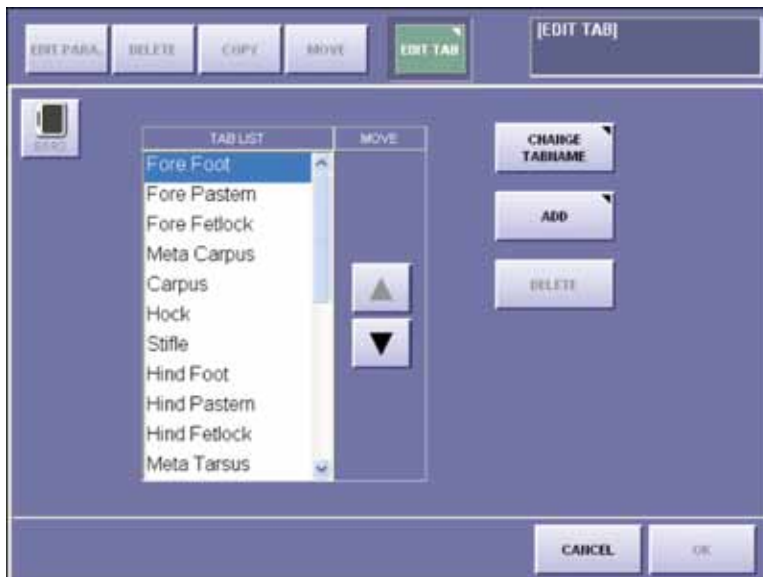 EDIT PARA.
DELETE
COPY
MOVE
EDIT TAB
[EDIT TAB]
TAB LIST
MOVE
Fore Foot
Fore Pastern
Fore Fetlock
Meta Carpus
Carpus
Hock
Stifle
Hind Foot
Hind Pastern
Hind Fetlock
Meta Tarsus
CHANGE
TABNAME
ADD
DELETE
CANCEL
OK